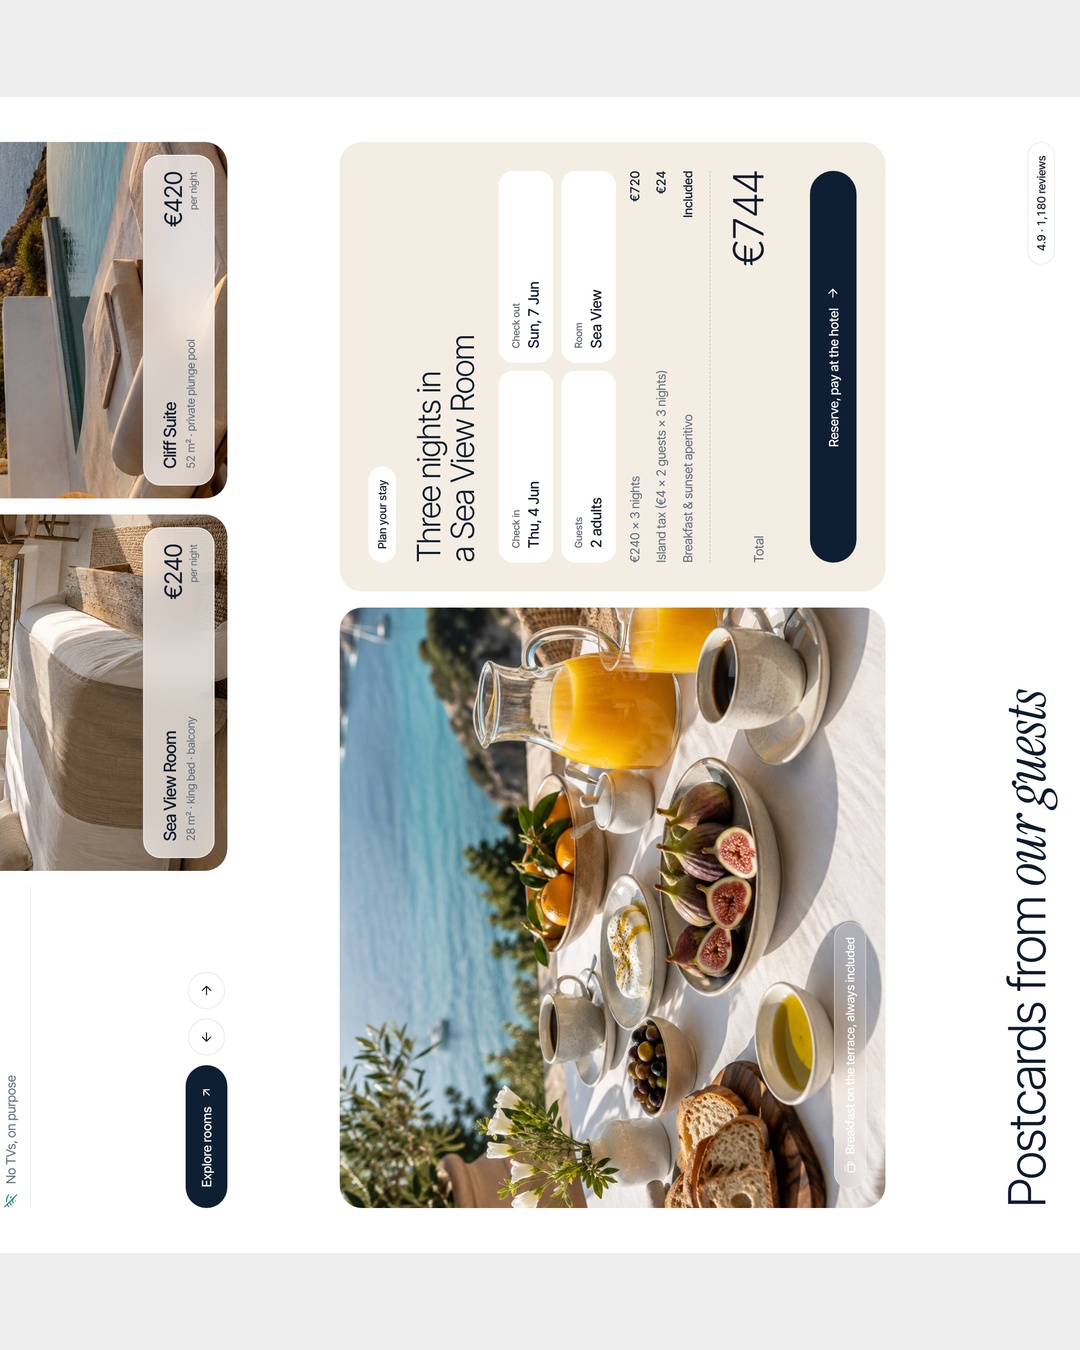 No TVs, on purpose
Explore rooms
Sea View Room
28 m² · king bed · balcony
€240
per night
Cliff Suite
52 m² · private plunge pool
€420
per night
Breakfast on the terrace, always included
Plan your stay
Three nights in
a Sea View Room
Check in
Thu, 4 Jun
Check out
Sun, 7 Jun
Guests
2 adults
Room
Sea View
€240 × 3 nights €720
Island tax (€4 × 2 guests × 3 nights) €24
Breakfast & sunset aperitivo Included
Total €744
Reserve, pay at the hotel
Postcards from our guests
4.9 · 1,180 reviews